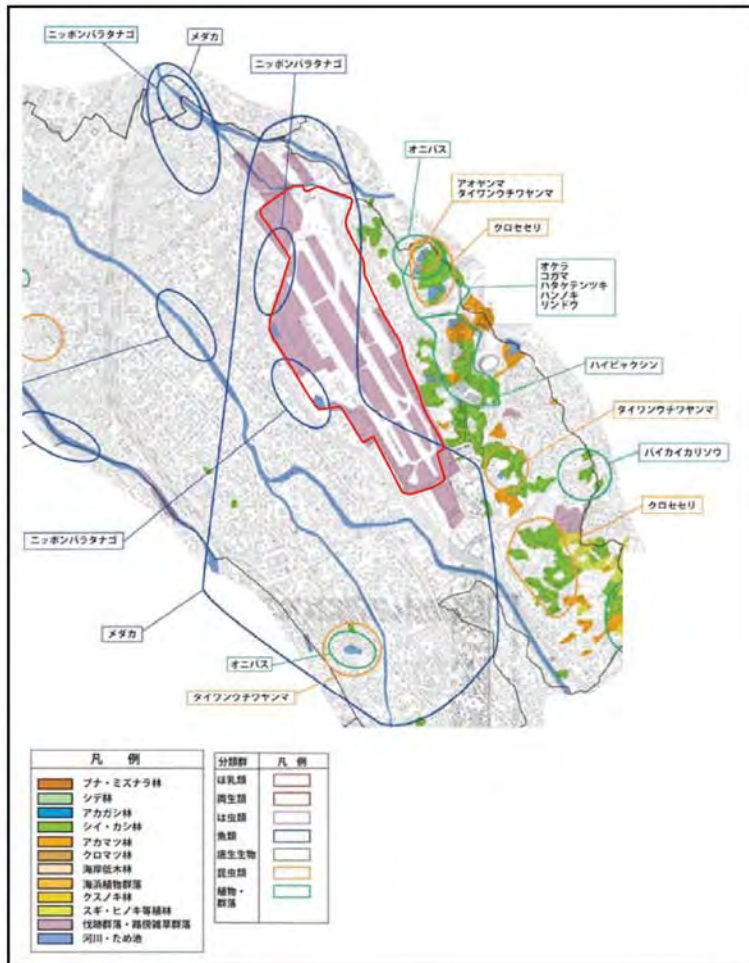 ニッポンバラタナゴ
メダカ
ニッポンバラタナゴ
オニバス
アオヤンマ
タイワンウチワヤンマ
クロセセリ
オケラ
コガマ
ハタケテンツキ
ハンノキ
リンドウ
ハイビャクシン
タイワンウチワヤンマ
バイカイカリソウ
クロセセリ
ニッポンバラタナゴ
メダカ
オニバス
タイワンウチワヤンマ
凡 例
ブナ・ミズナラ林
シデ林
アカガシ林
シイ・カシ林
アカマツ林
クロマツ林
海岸低木林
海浜植物群落
クスノキ林
スギ・ヒノキ等植林
伐跡群落・路傍雑草群落
河川・ため池
分類群 凡 例
ほ乳類
両生類
は虫類
魚類
底生生物
昆虫類
植物・
群落